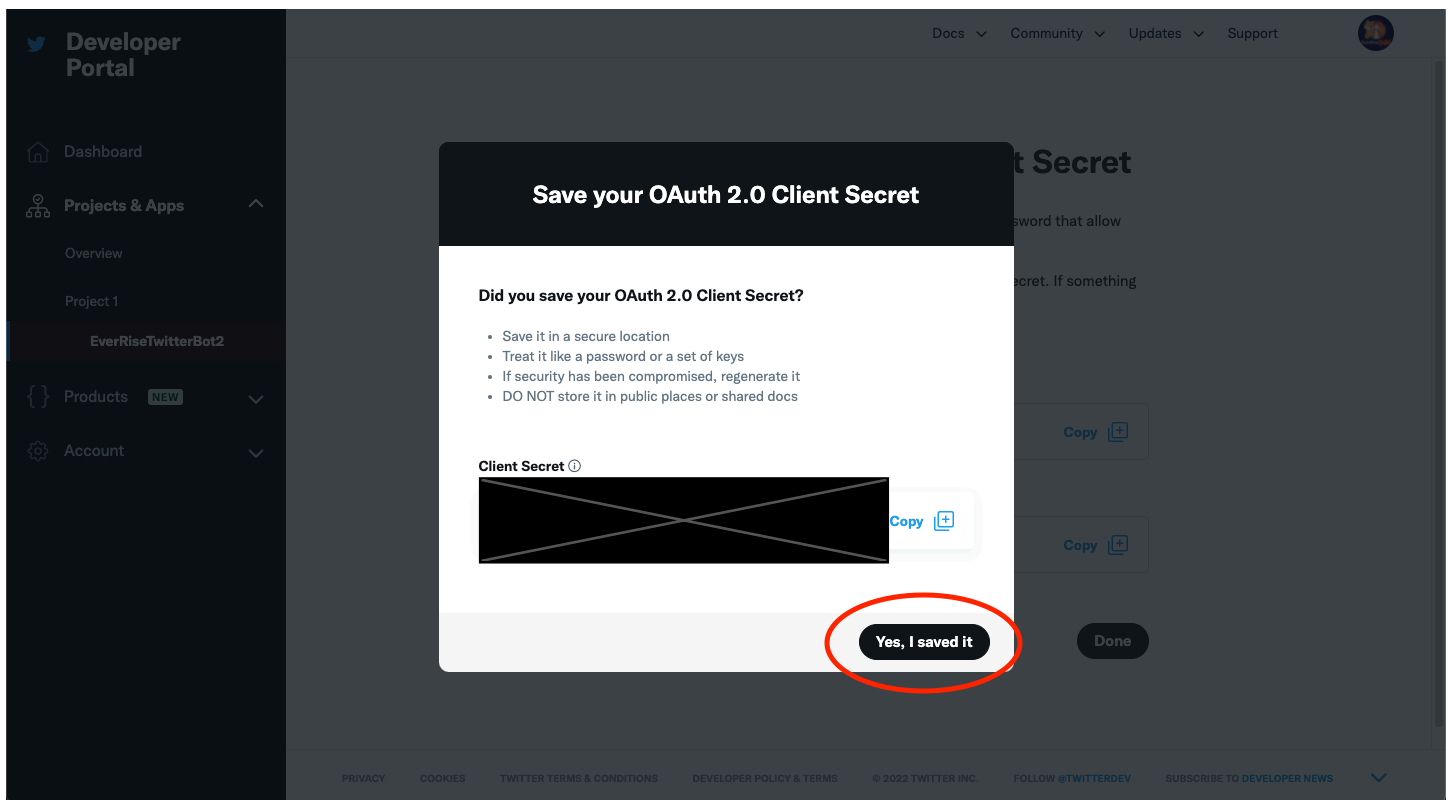 Developer
Portal
Docs
Community
Updates
Support
Dashboard
Projects & Apps
Overview
Project 1
EverRiseTwitterBot2
Products NEW
Account
t Secret
sword that allow
ecret. If something
Copy
Copy
Done
Save your OAuth 2.0 Client Secret
Did you save your OAuth 2.0 Client Secret?
• Save it in a secure location
• Treat it like a password or a set of keys
• If security has been compromised, regenerate it
• DO NOT store it in public places or shared docs
Client Secret
Copy
Yes, I saved it
PRIVACY
COOKIES
TWITTER TERMS & CONDITIONS
DEVELOPER POLICY & TERMS
© 2022 TWITTER INC.
FOLLOW @TWITTERDEV
SUBSCRIBE TO DEVELOPER NEWS